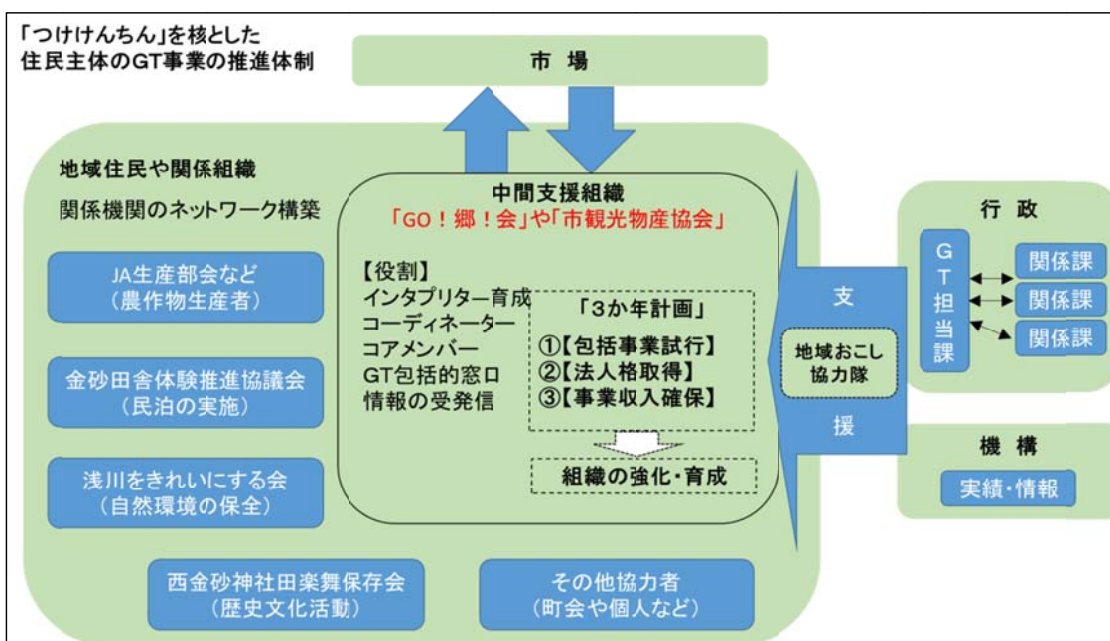 「つけけんちん」を核とした
住民主体のGT事業の推進体制
市 場
地域住民や関係組織
関係機関のネットワーク構築
JA生産部会など
（農作物生産者）
金砂田舎体験推進協議会
（民泊の実施）
浅川をきれいにする会
（自然環境の保全）
西金砂神社田楽舞保存会
（歴史文化活動）
その他協力者
（町会や個人など）
中間支援組織
「GO！郷！会」や「市観光物産協会」
【役割】
インタプリター育成
コーディネーター
コアメンバー
GT包括的窓口
情報の受発信
「３か年計画」
①【包括事業試行】
②【法人格取得】
③【事業収入確保】
組織の強化・育成
支
地域おこし
協力隊
援
行 政
GT担当課
関係課
関係課
関係課
機 構
実績・情報